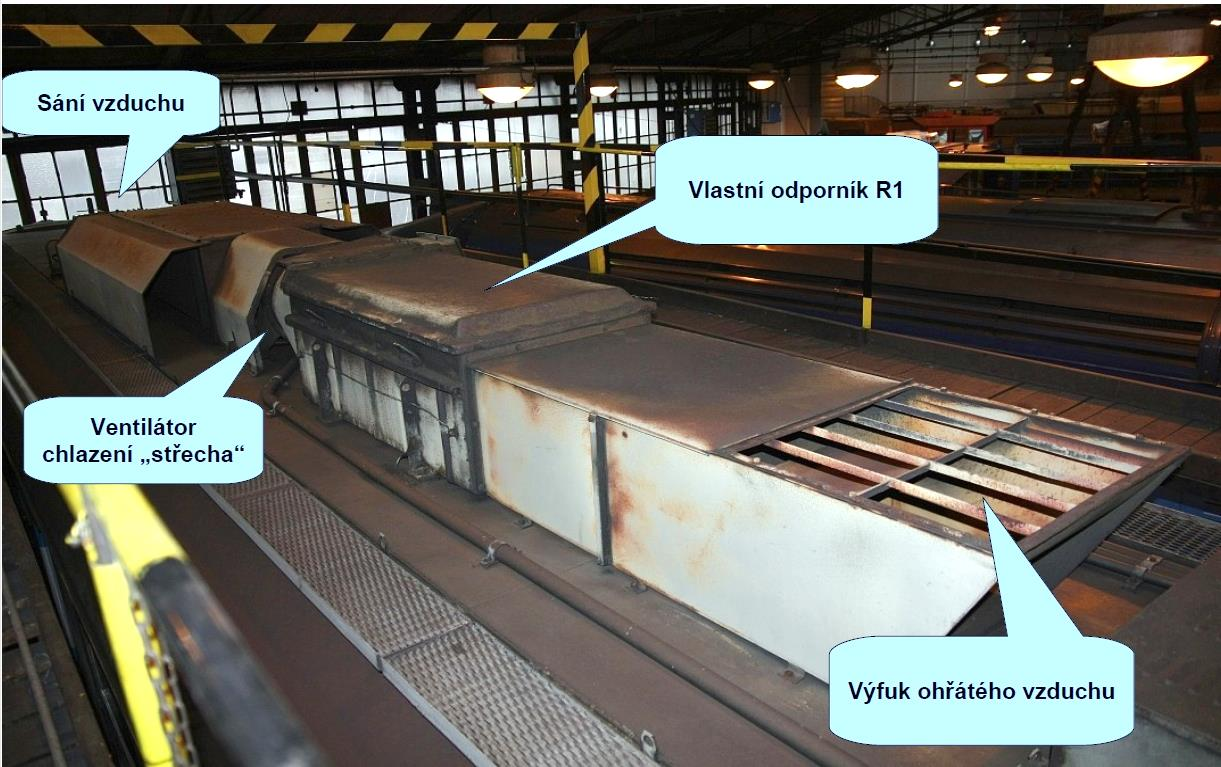 Sání vzduchu
Vlastní odporník R1
Ventilátor
chlazení „střecha“
Výfuk ohřátého vzduchu